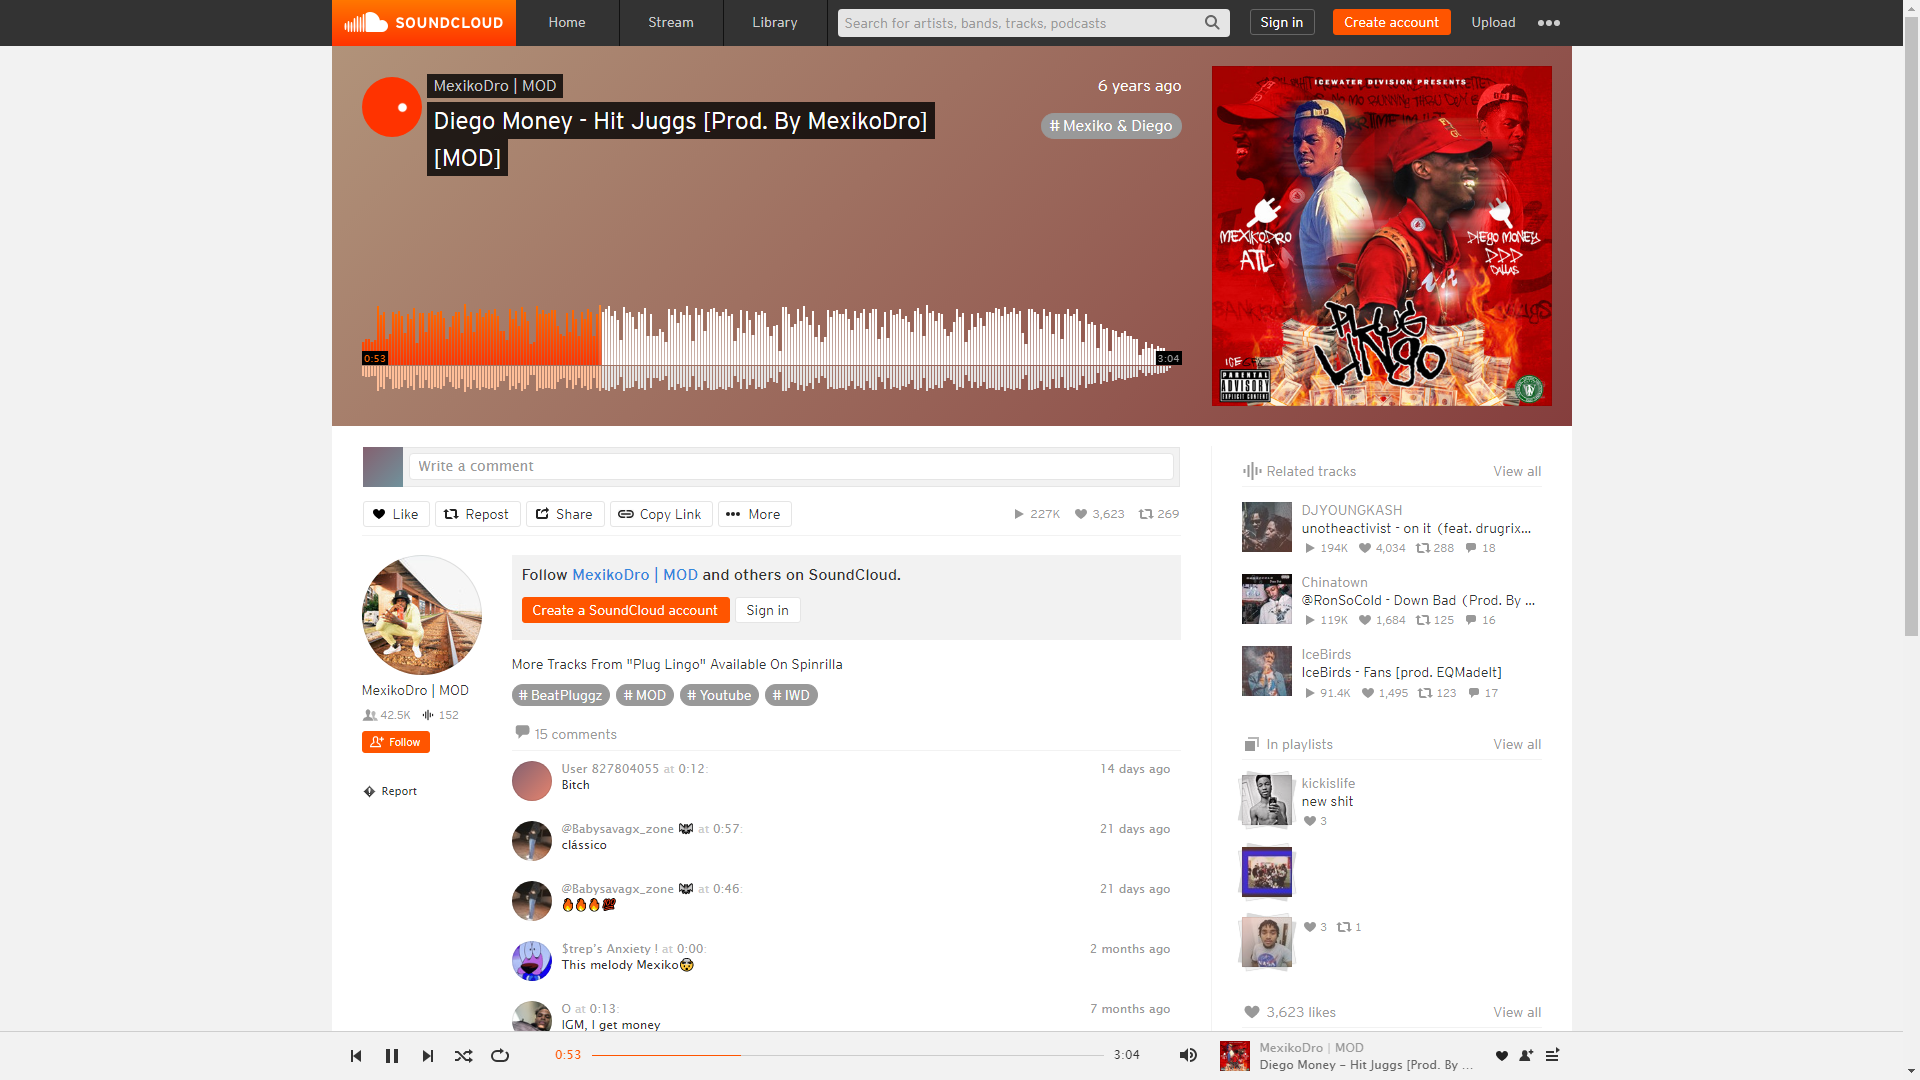 SOUNDCLOUD
Home
Stream
Library
Search for artists, bands, tracks, podcasts
Sign in
Create account
Upload
MexikoDro | MOD
Diego Money - Hit Juggs [Prod. By MexikoDro]
[MOD]
6 years ago
# Mexiko & Diego
0:53
3:04
ICEWATER DIVISION PRESENTS
MEXIKODRO
ATL
DIEGO MONEY
DDD
DALLAS
PLUG
LINGO
PARENTAL
ADVISORY
EXPLICIT CONTENT
Write a comment
Like
Repost
Share
Copy Link
More
227K
3,623
269
MexikoDro | MOD
42.5K
152
Follow
Report
Follow MexikoDro | MOD and others on SoundCloud.
Create a SoundCloud account
Sign in
More Tracks From "Plug Lingo" Available On Spinrilla
# BeatPluggz
# MOD
# Youtube
# IWD
15 comments
User 827804055 at 0:12:
14 days ago
Bitch
@Babysavagx_zone at 0:57:
21 days ago
clássico
@Babysavagx_zone at 0:46:
21 days ago
🔥🔥🔥💯
$trep's Anxiety ! at 0:00:
2 months ago
This melody Mexiko
O at 0:13:
7 months ago
IGM, I get money
Related tracks
View all
DJYOUNGKASH
unotheactivist - on it (feat. drugrix...
194K
4,034
288
18
Chinatown
@RonSoCold - Down Bad (Prod. By ...
119K
1,684
125
16
IceBirds
IceBirds - Fans [prod. EQMadeIt]
91.4K
1,495
123
17
In playlists
View all
kickislife
new shit
3
3
1
3,623 likes
View all
0:53
3:04
MexikoDro | MOD
Diego Money - Hit Juggs [Prod. By ...